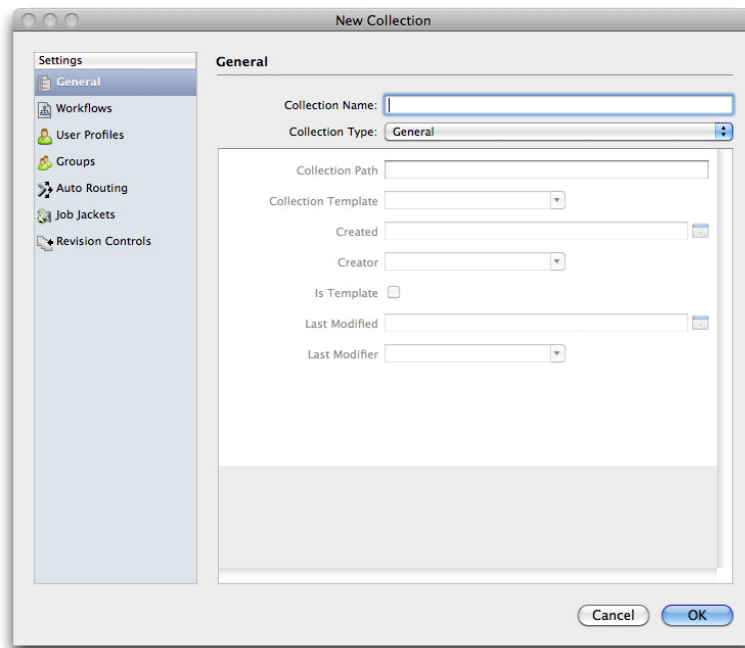 New Collection
Settings
General
Workflows
User Profiles
Groups
Auto Routing
Job Jackets
Revision Controls
General
Collection Name:
Collection Type: General
Collection Path
Collection Template
Created
Creator
Is Template
Last Modified
Last Modifier
Cancel OK